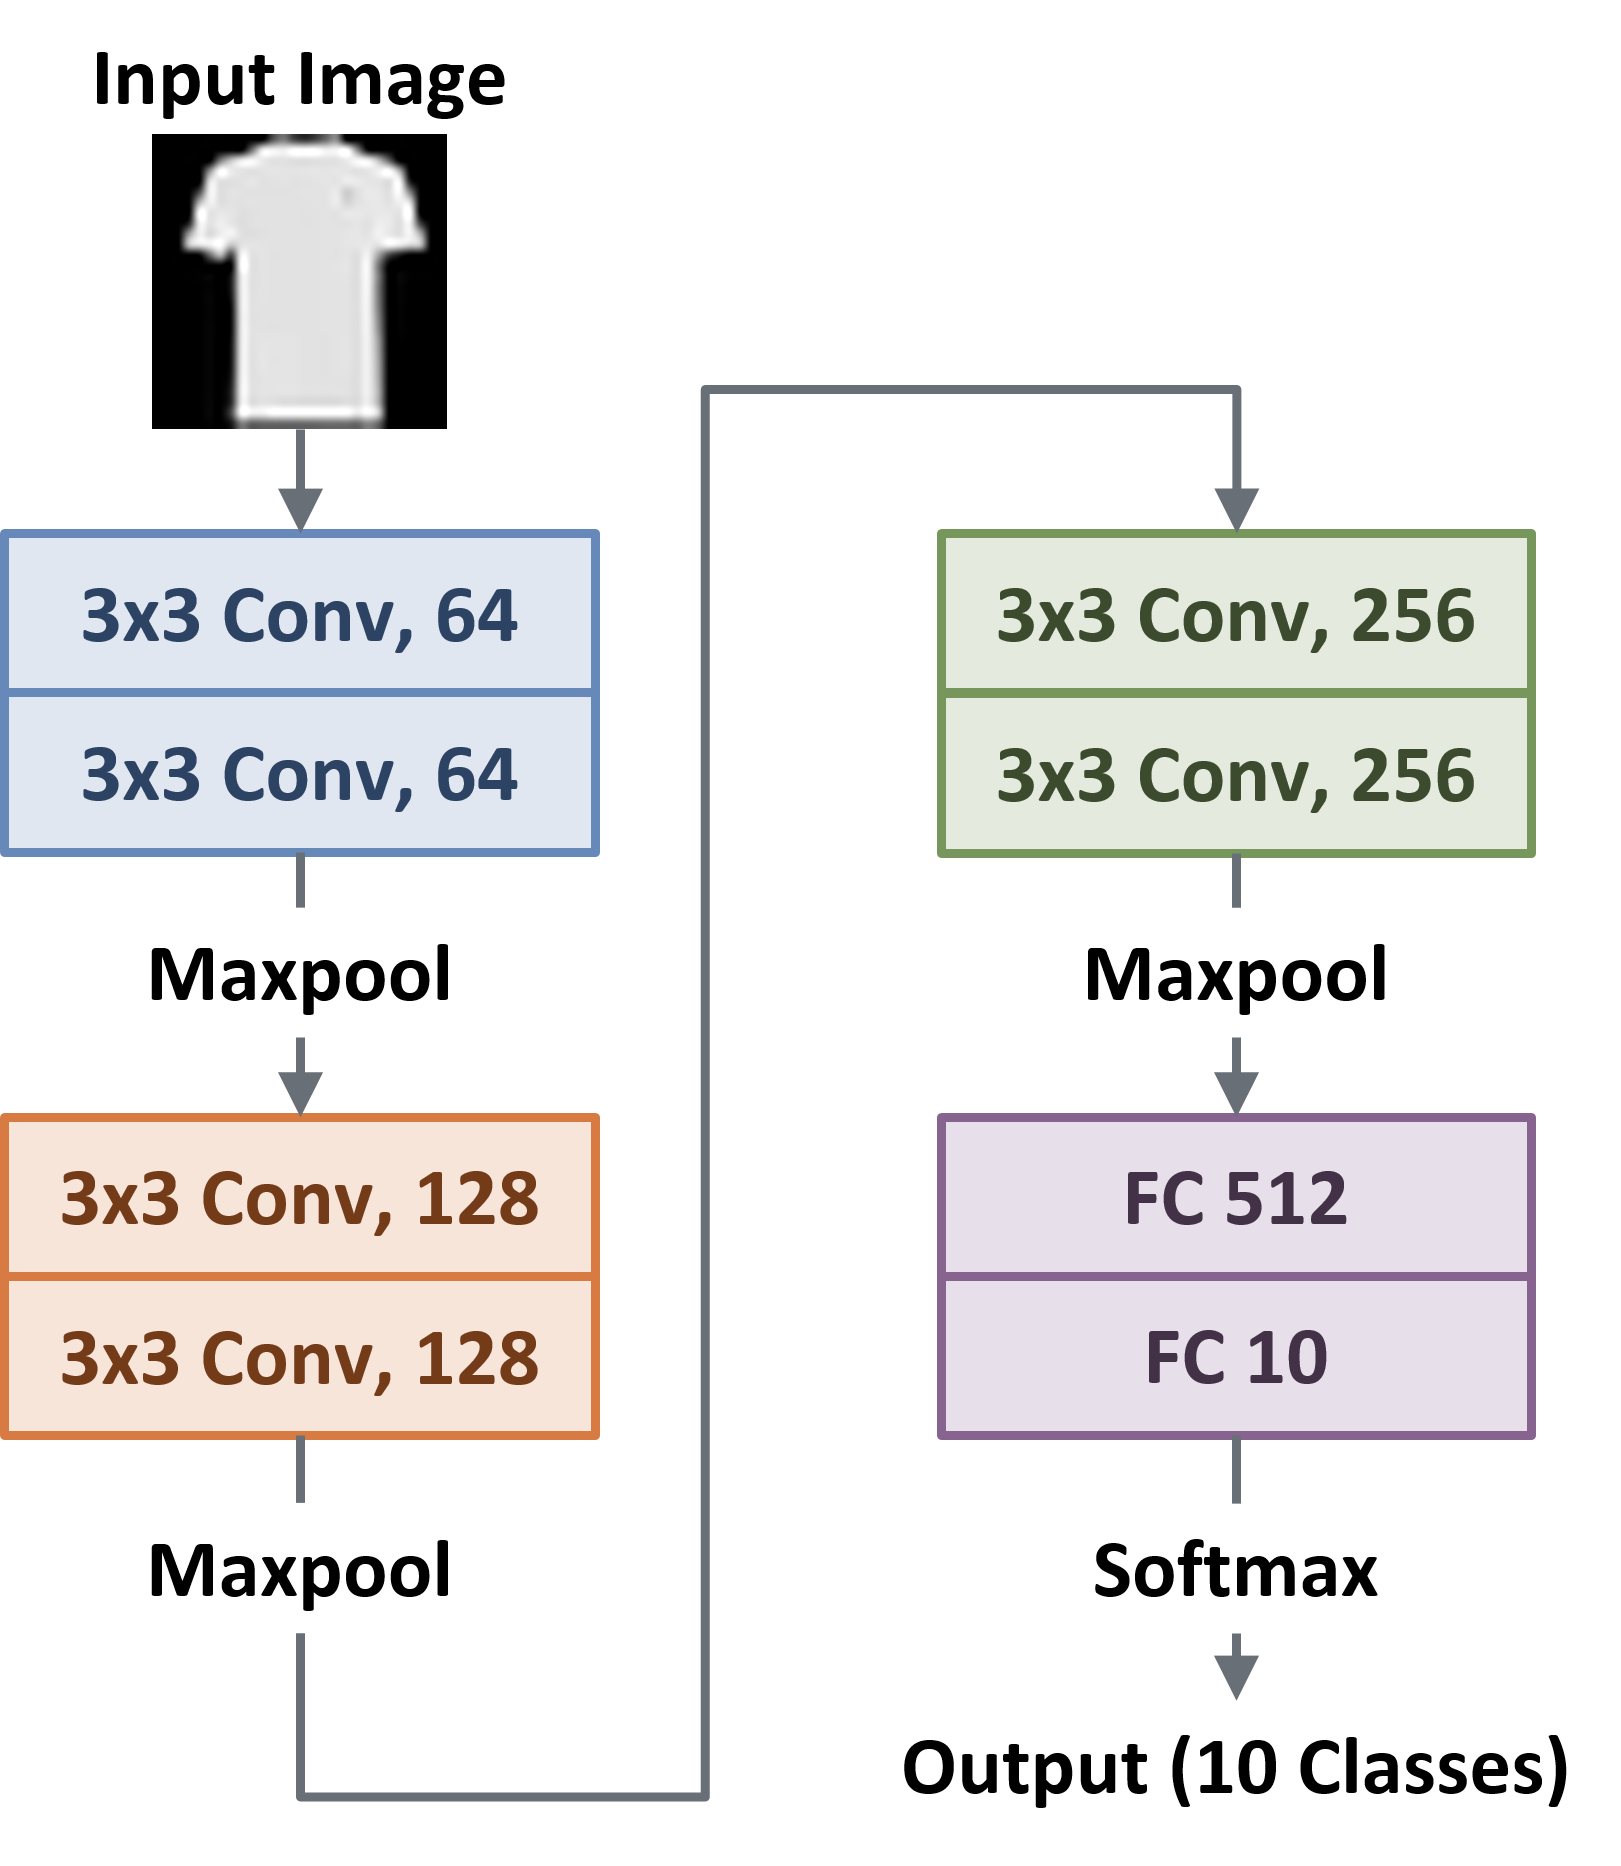 Input Image
3x3 Conv, 64
3x3 Conv, 64
Maxpool
3x3 Conv, 128
3x3 Conv, 128
Maxpool
3x3 Conv, 256
3x3 Conv, 256
Maxpool
FC 512
FC 10
Softmax
Output (10 Classes)